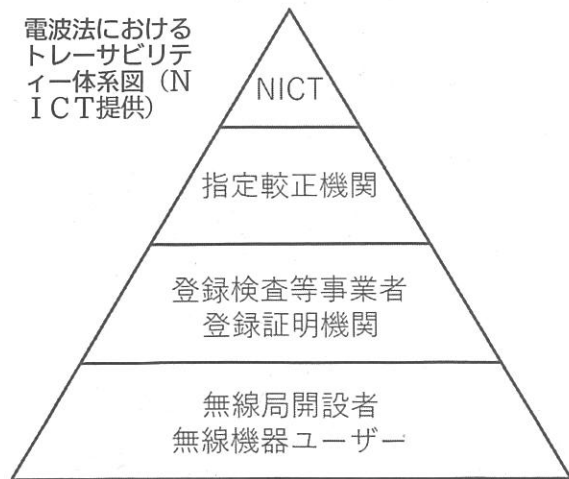 電波法における
トレーサビリテ
ィー体系図（N
ＩＣＴ提供）
NICT
指定較正機関
登録検査等事業者
登録証明機関
無線局開設者
無線機器ユーザー